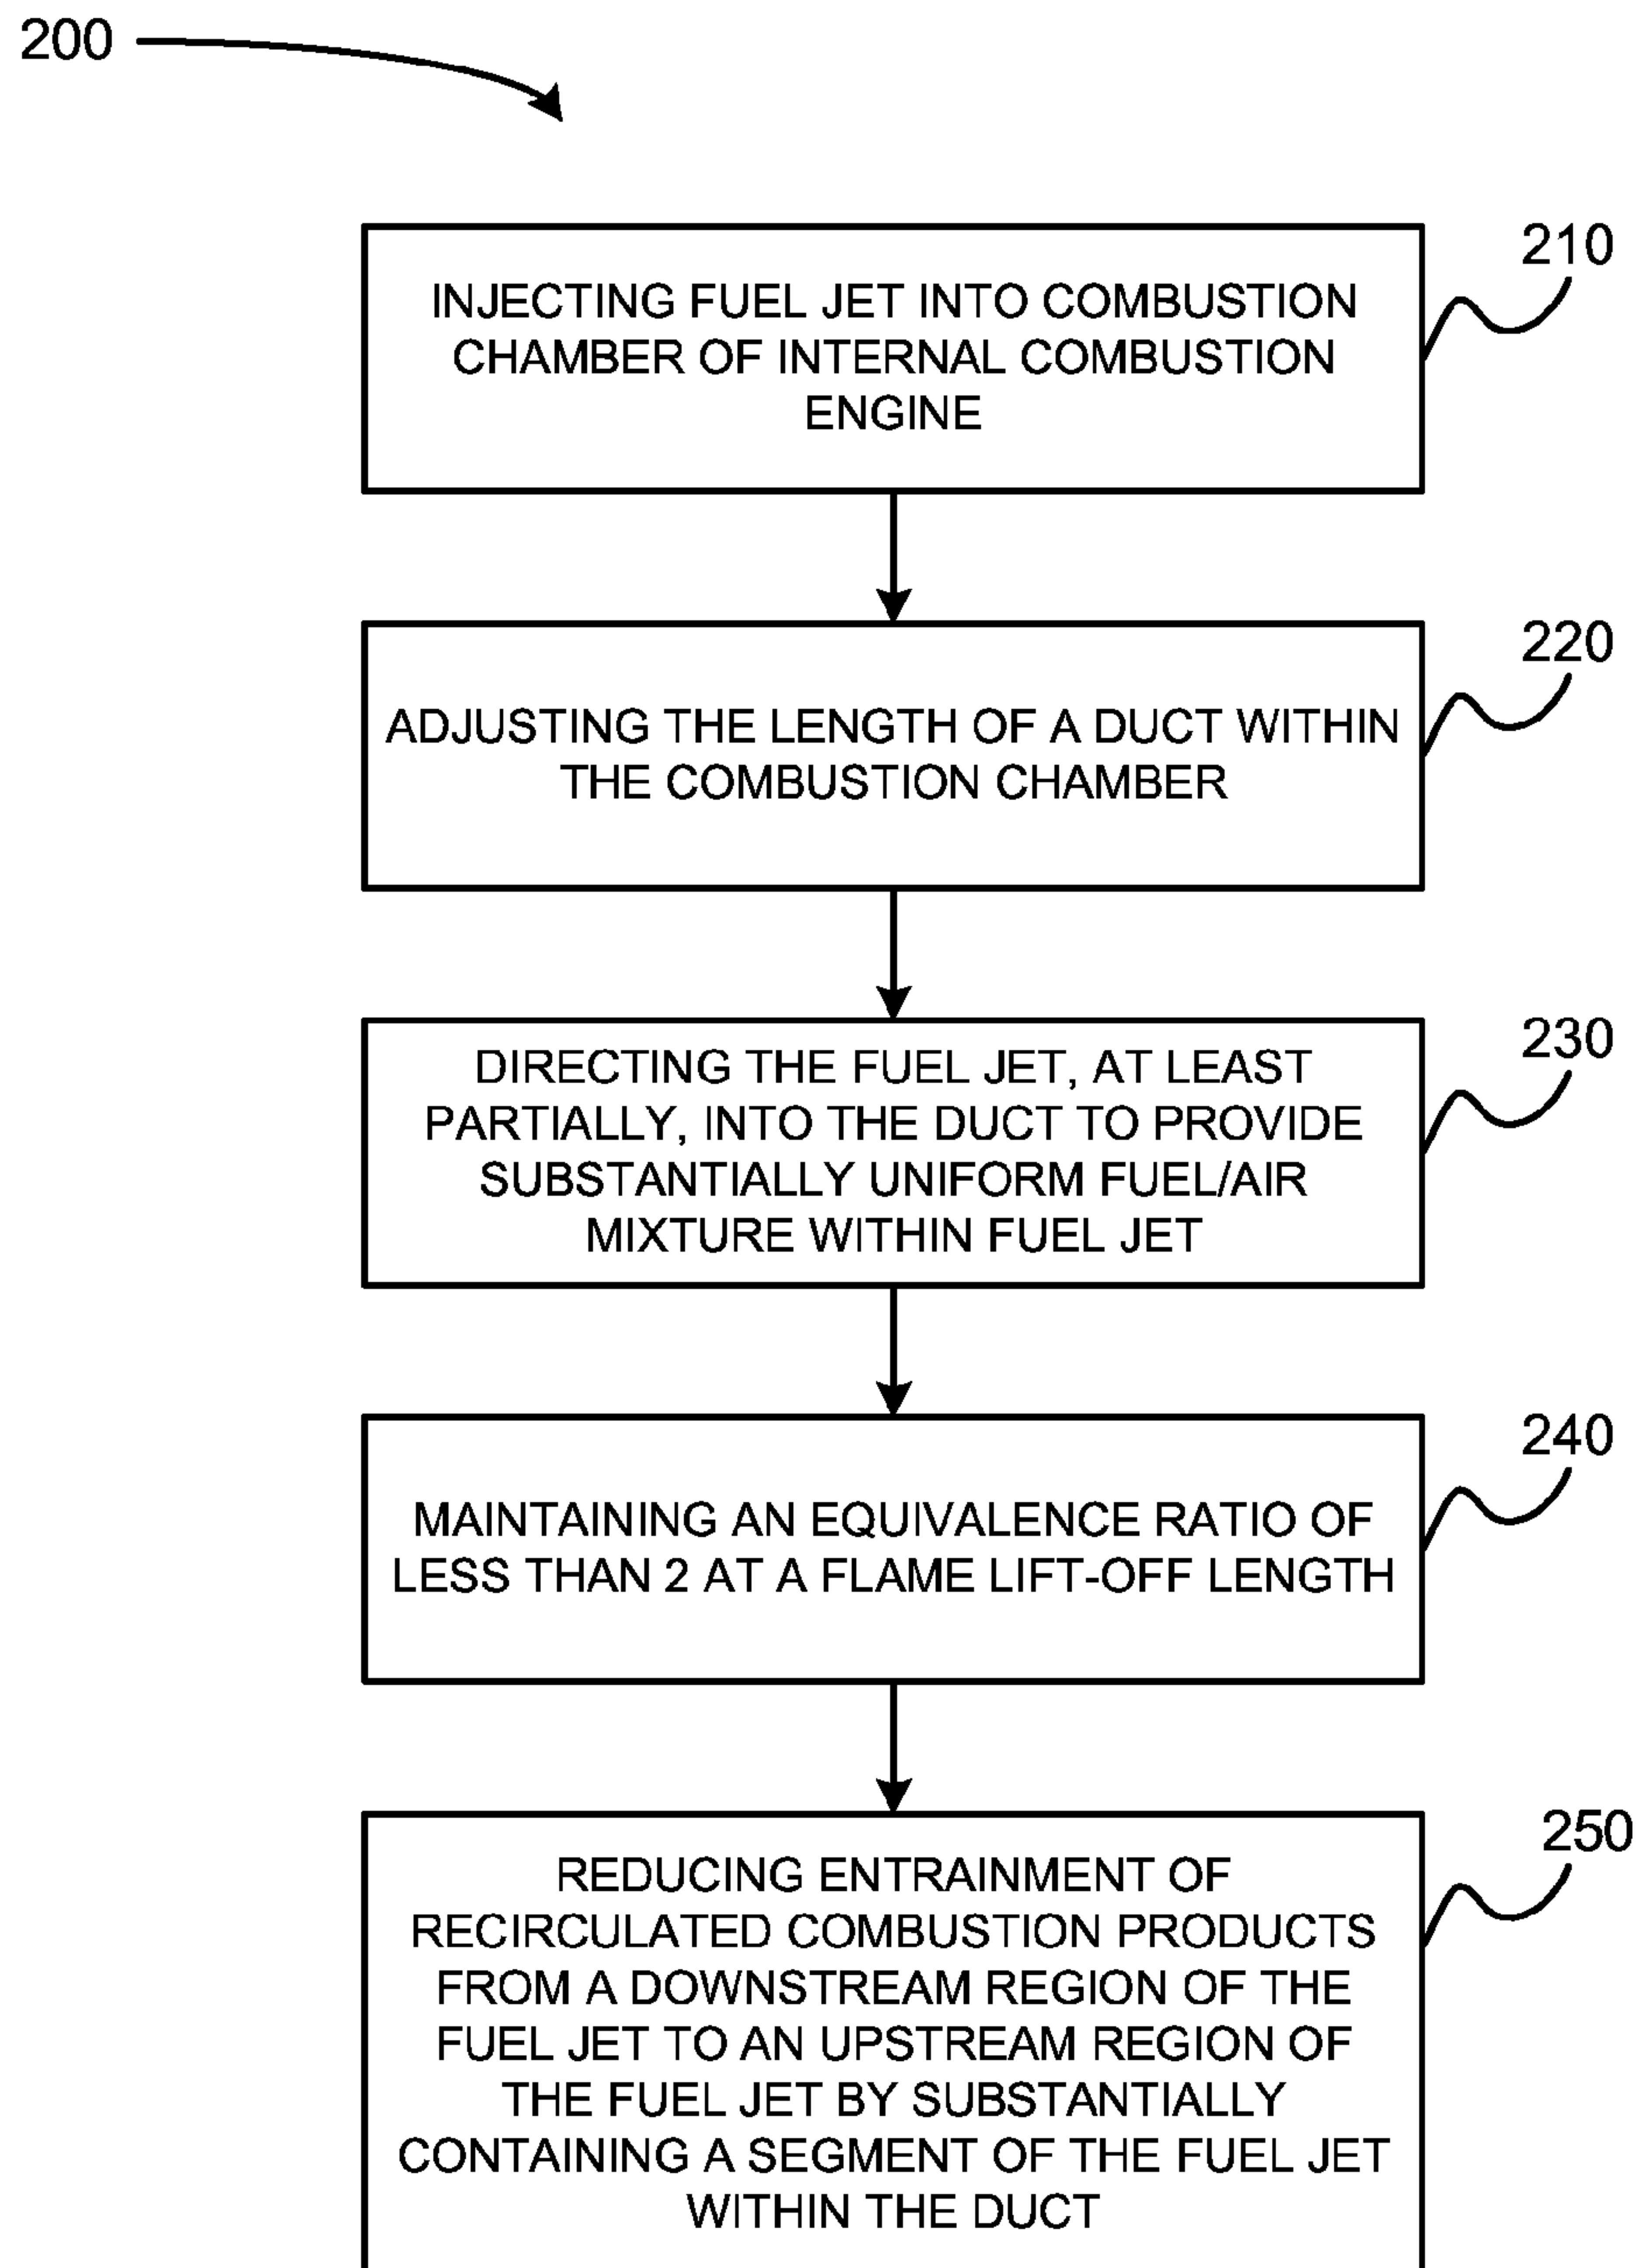 200
210
INJECTING FUEL JET INTO COMBUSTION
CHAMBER OF INTERNAL COMBUSTION
ENGINE
220
ADJUSTING THE LENGTH OF A DUCT WITHIN
THE COMBUSTION CHAMBER
230
DIRECTING THE FUEL JET, AT LEAST
PARTIALLY, INTO THE DUCT TO PROVIDE
SUBSTANTIALLY UNIFORM FUEL/AIR
MIXTURE WITHIN FUEL JET
240
MAINTAINING AN EQUIVALENCE RATIO OF
LESS THAN 2 AT A FLAME LIFT-OFF LENGTH
250
REDUCING ENTRAINMENT OF
RECIRCULATED COMBUSTION PRODUCTS
FROM A DOWNSTREAM REGION OF THE
FUEL JET TO AN UPSTREAM REGION OF
THE FUEL JET BY SUBSTANTIALLY
CONTAINING A SEGMENT OF THE FUEL JET
WITHIN THE DUCT